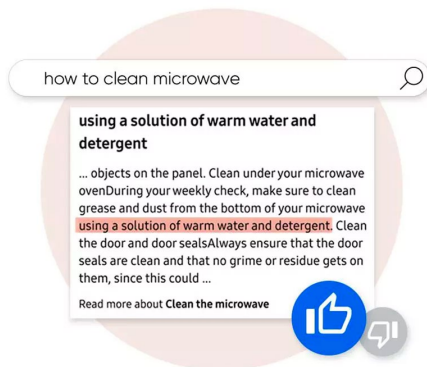 how to clean microwave
using a solution of warm water and
detergent
... objects on the panel. Clean under your microwave
ovenDuring your weekly check, make sure to clean
grease and dust from the bottom of your microwave
using a solution of warm water and detergent. Clean
the door and door sealsAlways ensure that the door
seals are clean and that no grime or residue gets on
them, since this could ...
Read more about Clean the microwave